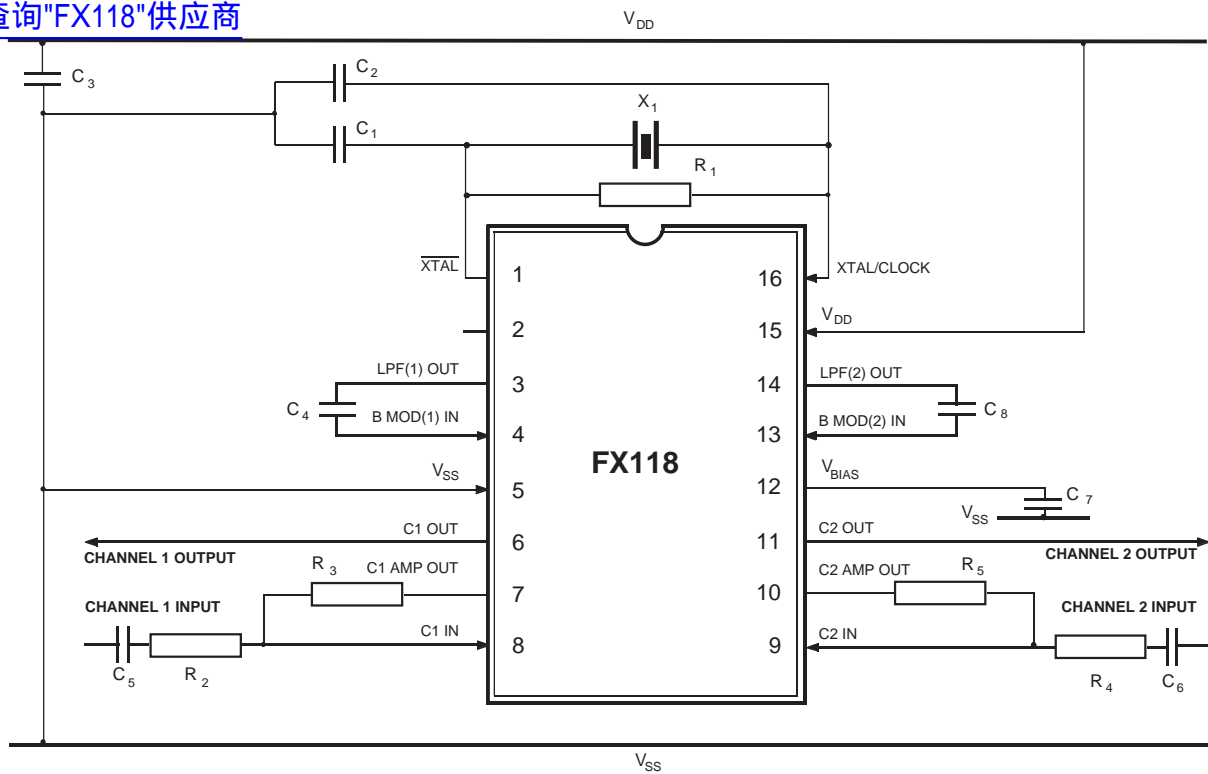 查询"FX118"供应商
VDD
C3
C2
X1
C1
R1
XTAL
1
16
XTAL/CLOCK
2
15
VDD
LPF(1) OUT
3
14
LPF(2) OUT
C4
C8
B MOD(1) IN
4
13
B MOD(2) IN
FX118
VSS
5
12
VBIAS
C7
VSS
C1 OUT
6
11
C2 OUT
CHANNEL 1 OUTPUT
CHANNEL 2 OUTPUT
R3
C1 AMP OUT
7
10
C2 AMP OUT
R5
CHANNEL 1 INPUT
CHANNEL 2 INPUT
C1 IN
8
9
C2 IN
C5
R2
R4
C6
VSS